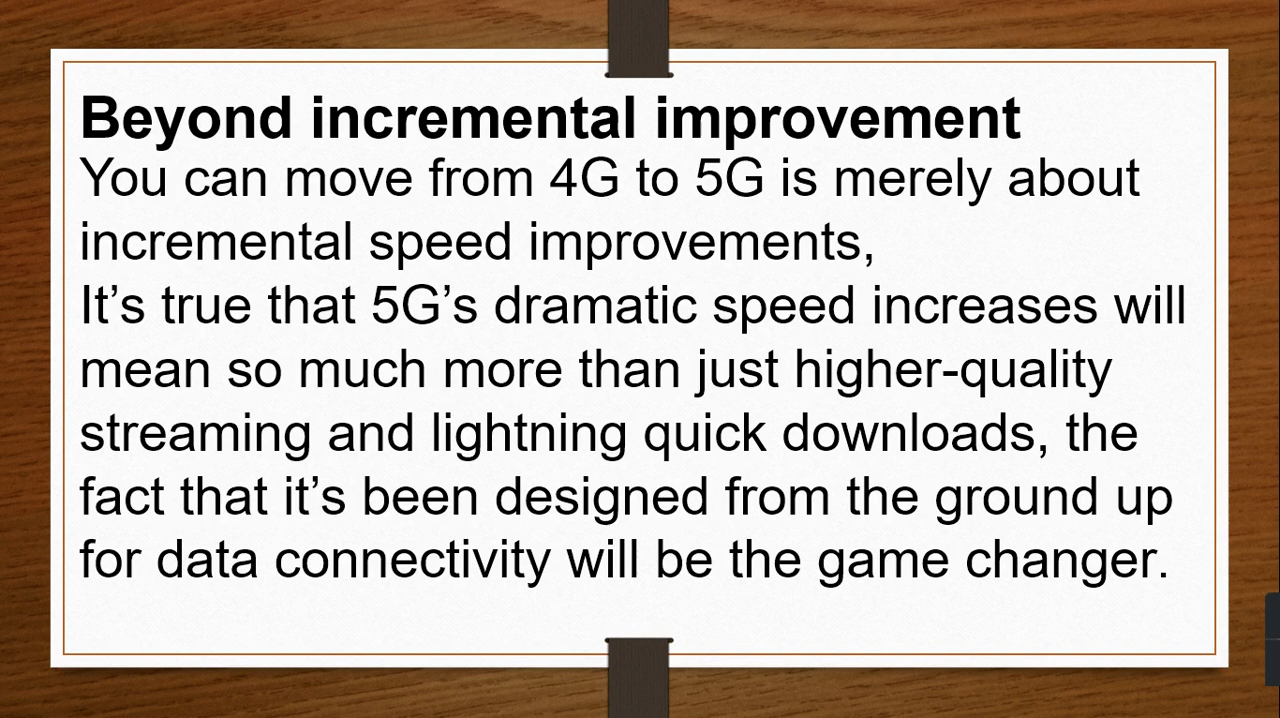 Beyond incremental improvement
You can move from 4G to 5G is merely about
incremental speed improvements,
It’s true that 5G’s dramatic speed increases will
mean so much more than just higher-quality
streaming and lightning quick downloads, the
fact that it’s been designed from the ground up
for data connectivity will be the game changer.